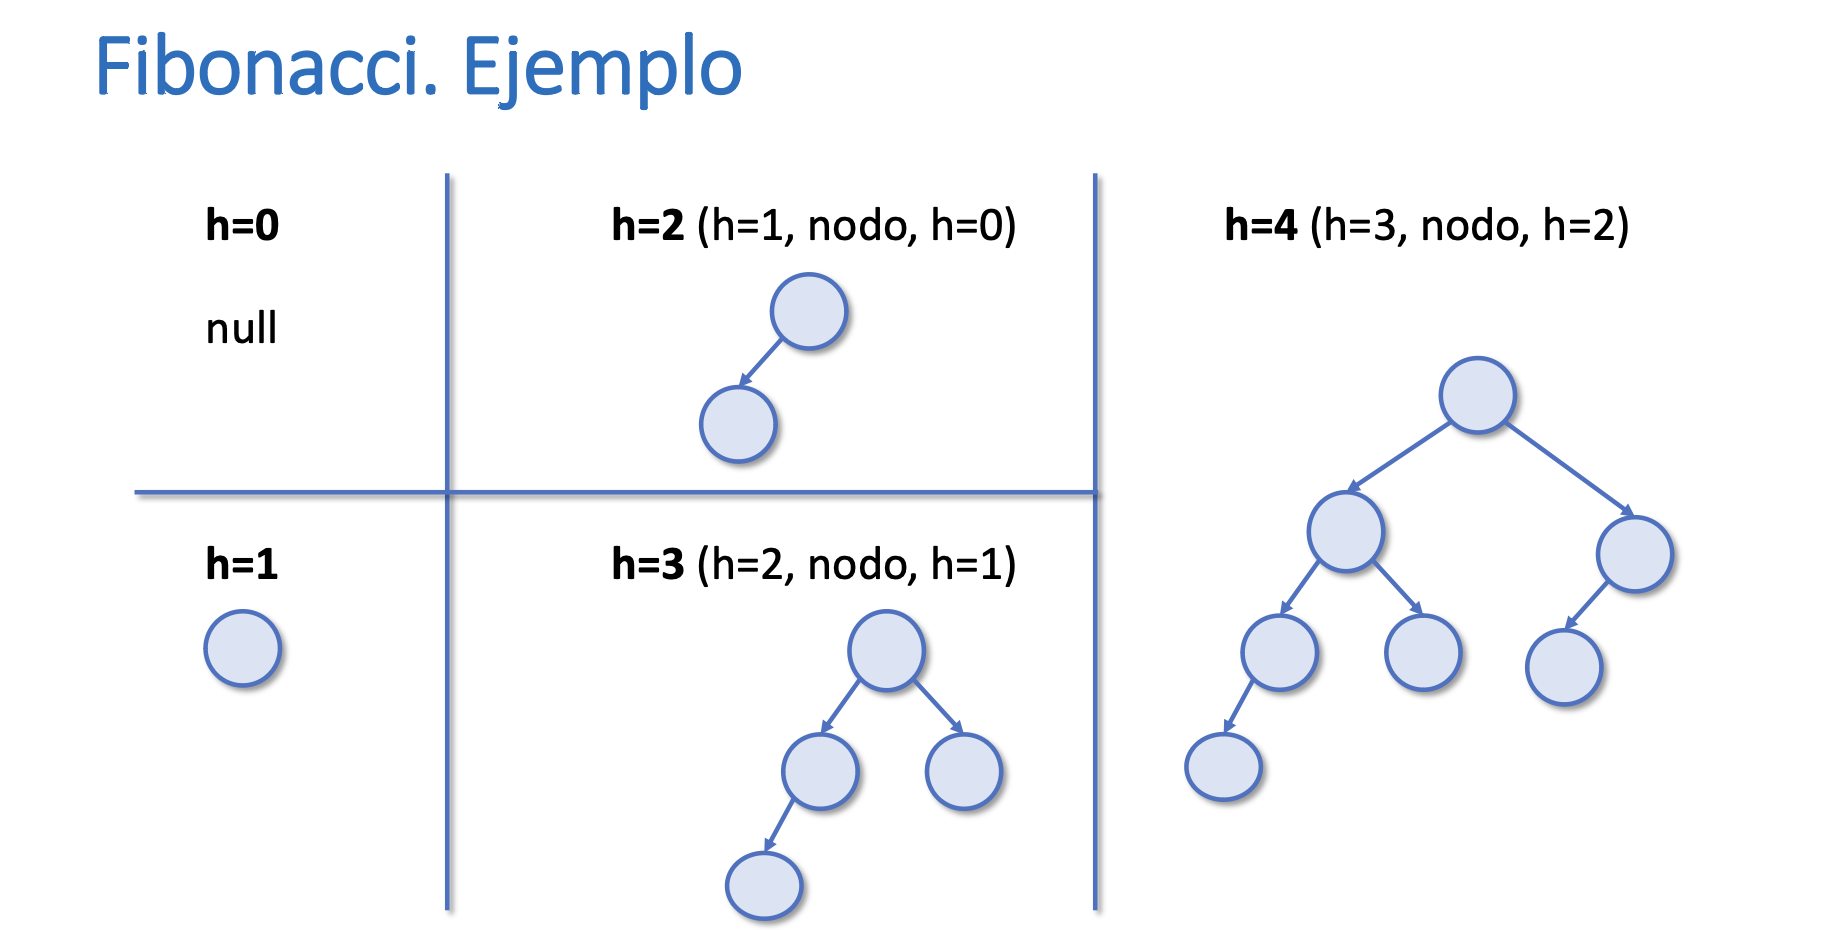 Fibonacci. Ejemplo
h=0
null
h=1
h=2 (h=1, nodo, h=0)
h=3 (h=2, nodo, h=1)
h=4 (h=3, nodo, h=2)